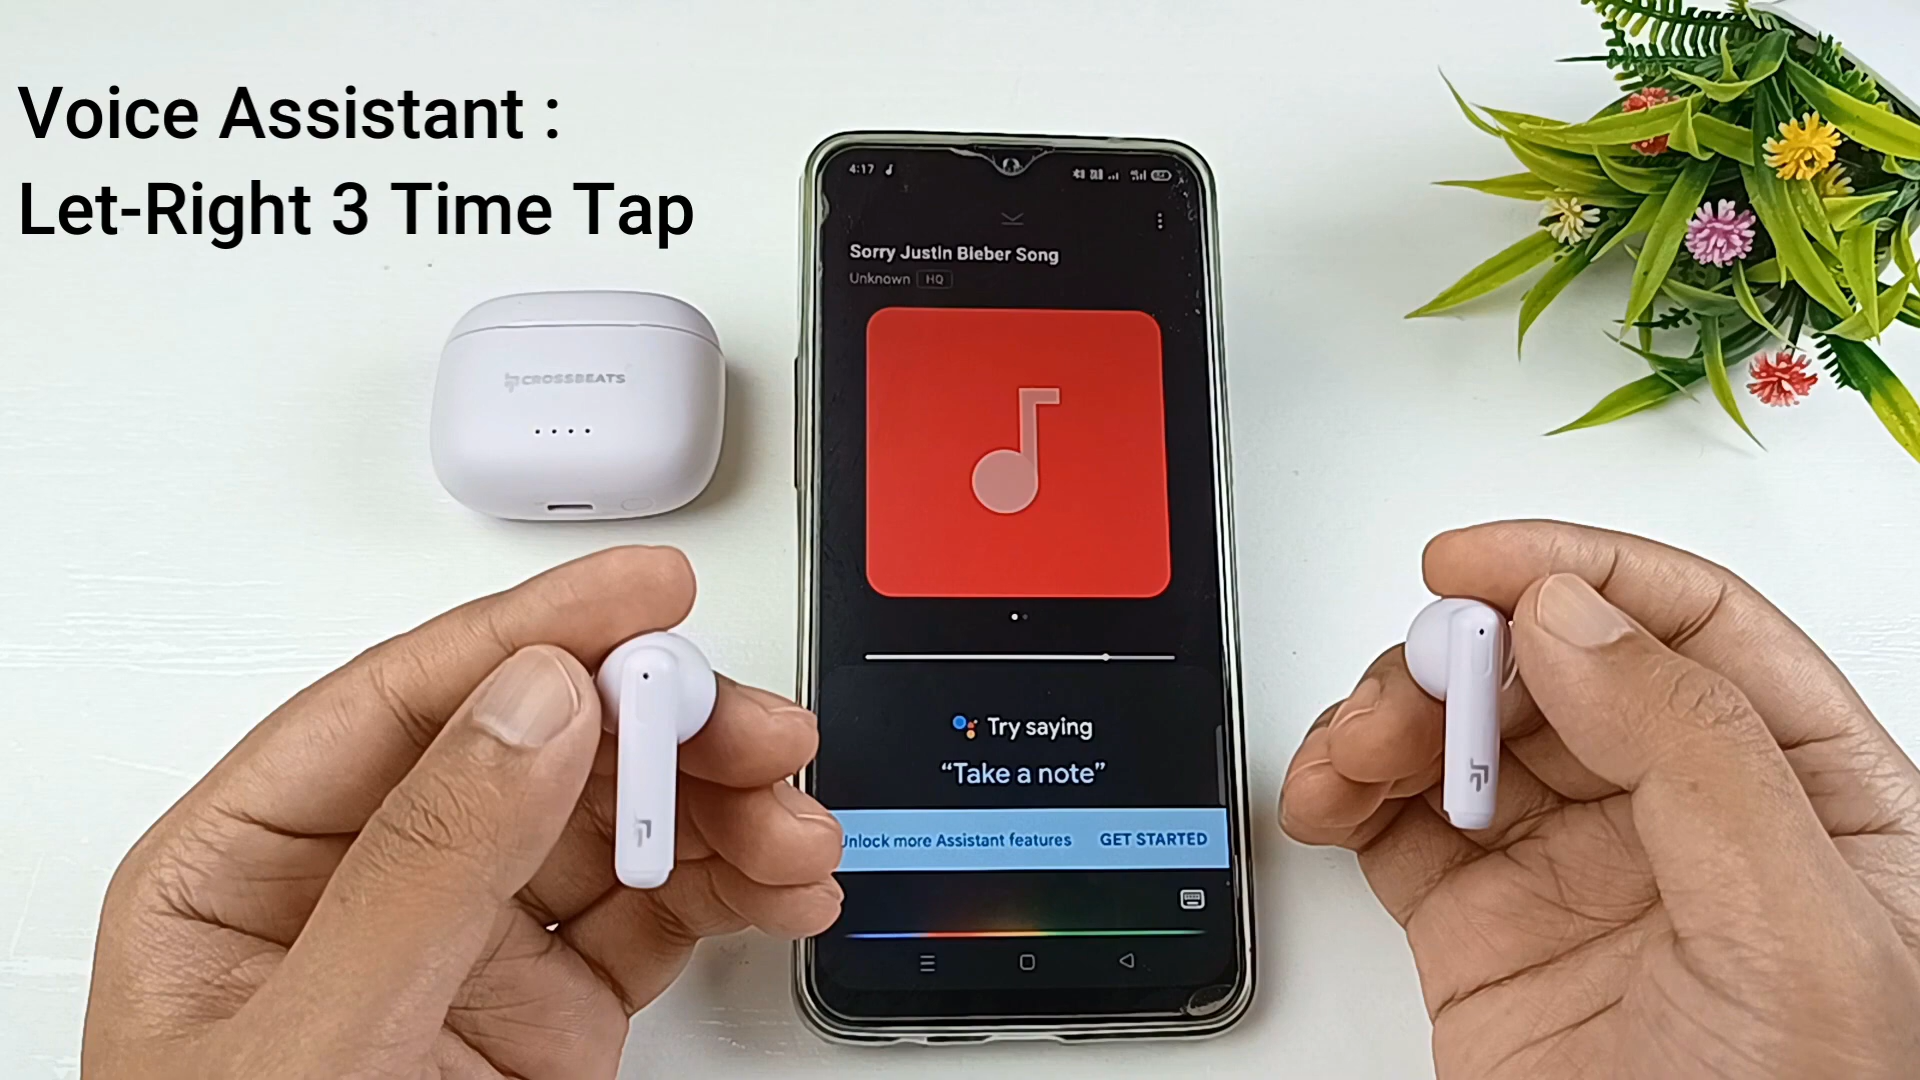 Voice Assistant :
Let-Right 3 Time Tap
4:17
Sorry Justin Bieber Song
Unknown HQ
CROSSBEATS
Try saying
“Take a note”
Unlock more Assistant features GET STARTED